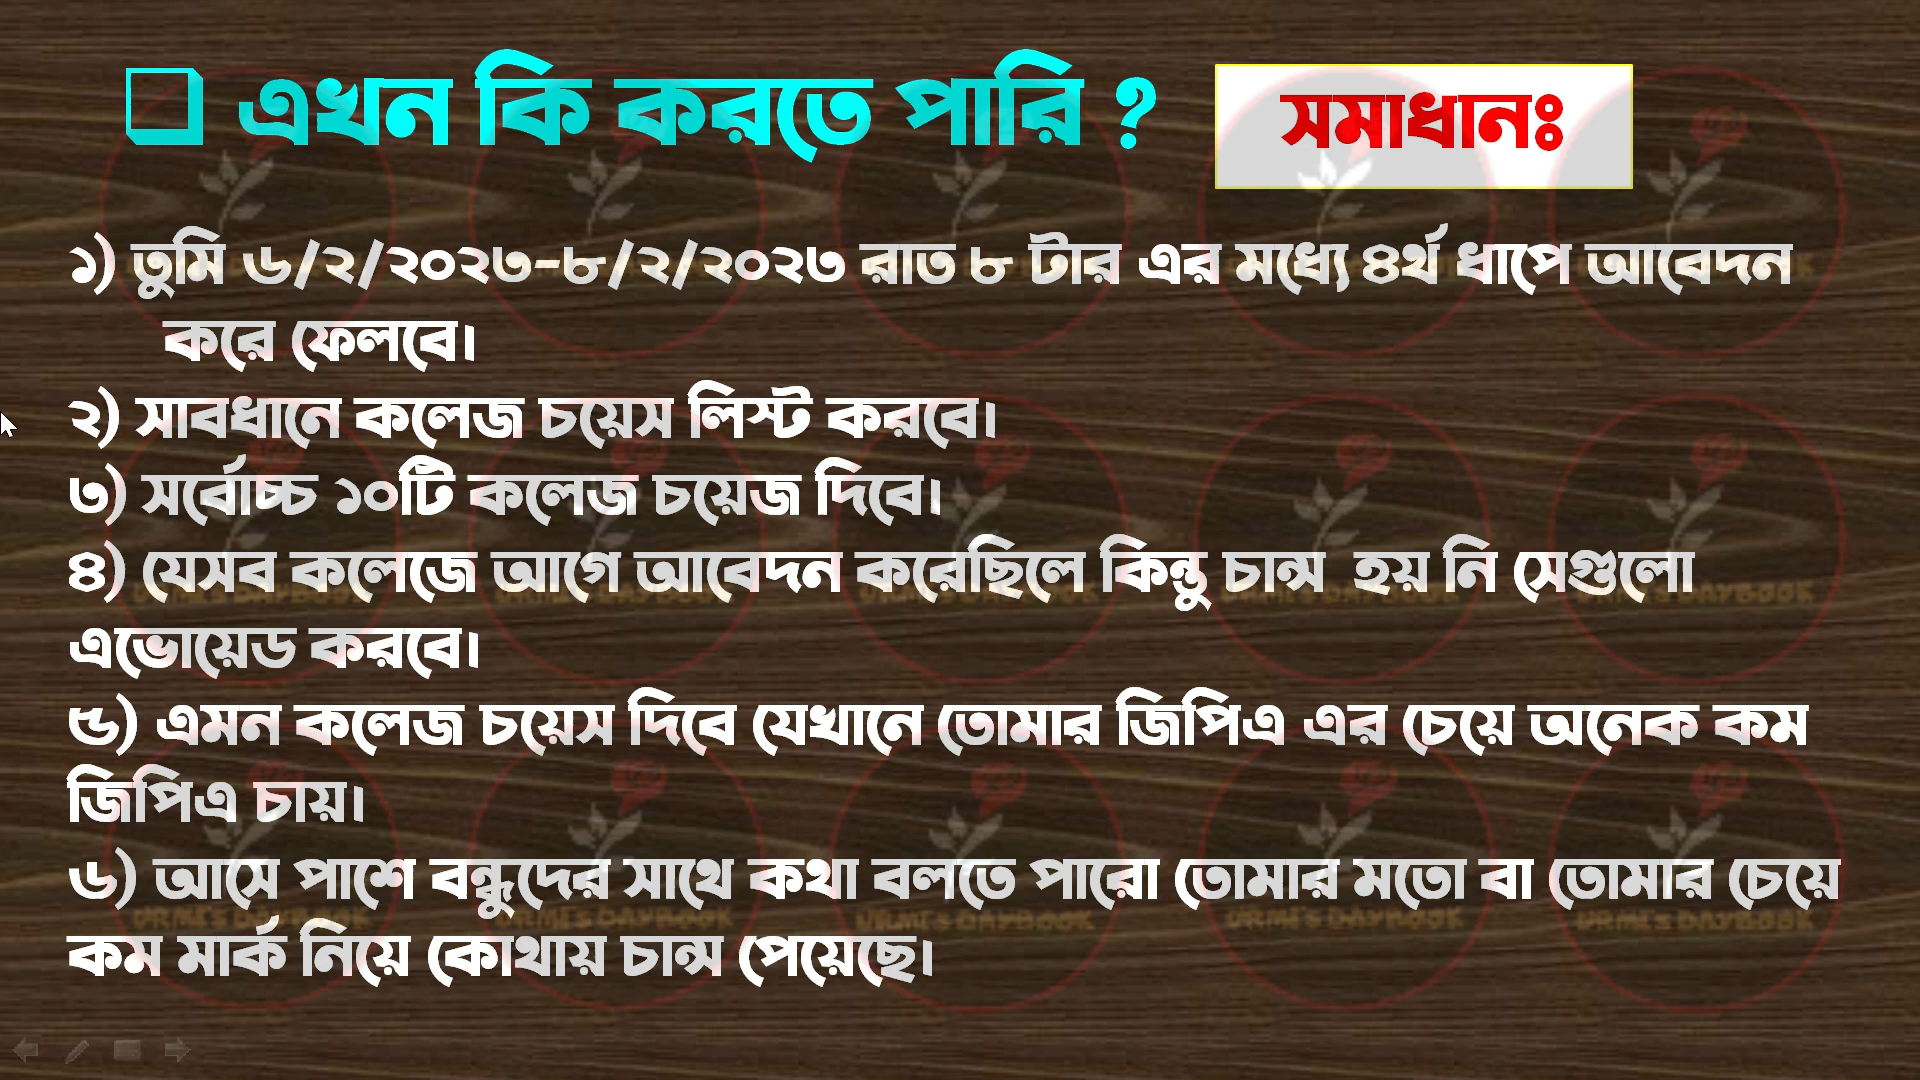 ❑ এখন কি করতে পারি ? সমাধানঃ
১) তুমি ৬/২/২০২৩-৮/২/২০২৩ রাত ৮ টার এর মধ্যে ৪র্থ ধাপে আবেদন
করে ফেলবে।
২) সাবধানে কলেজ চয়েস লিস্ট করবে।
৩) সর্বোচ্চ ১০টি কলেজ চয়েজ দিবে।
৪) যেসব কলেজে আগে আবেদন করেছিলে কিন্তু চান্স হয় নি সেগুলো
এভোয়েড করবে।
৫) এমন কলেজ চয়েস দিবে যেখানে তোমার জিপিএ এর চেয়ে অনেক কম
জিপিএ চায়।
৬) আসে পাশে বন্ধুদের সাথে কথা বলতে পারো তোমার মতো বা তোমার চেয়ে
কম মার্ক নিয়ে কোথায় চান্স পেয়েছে।